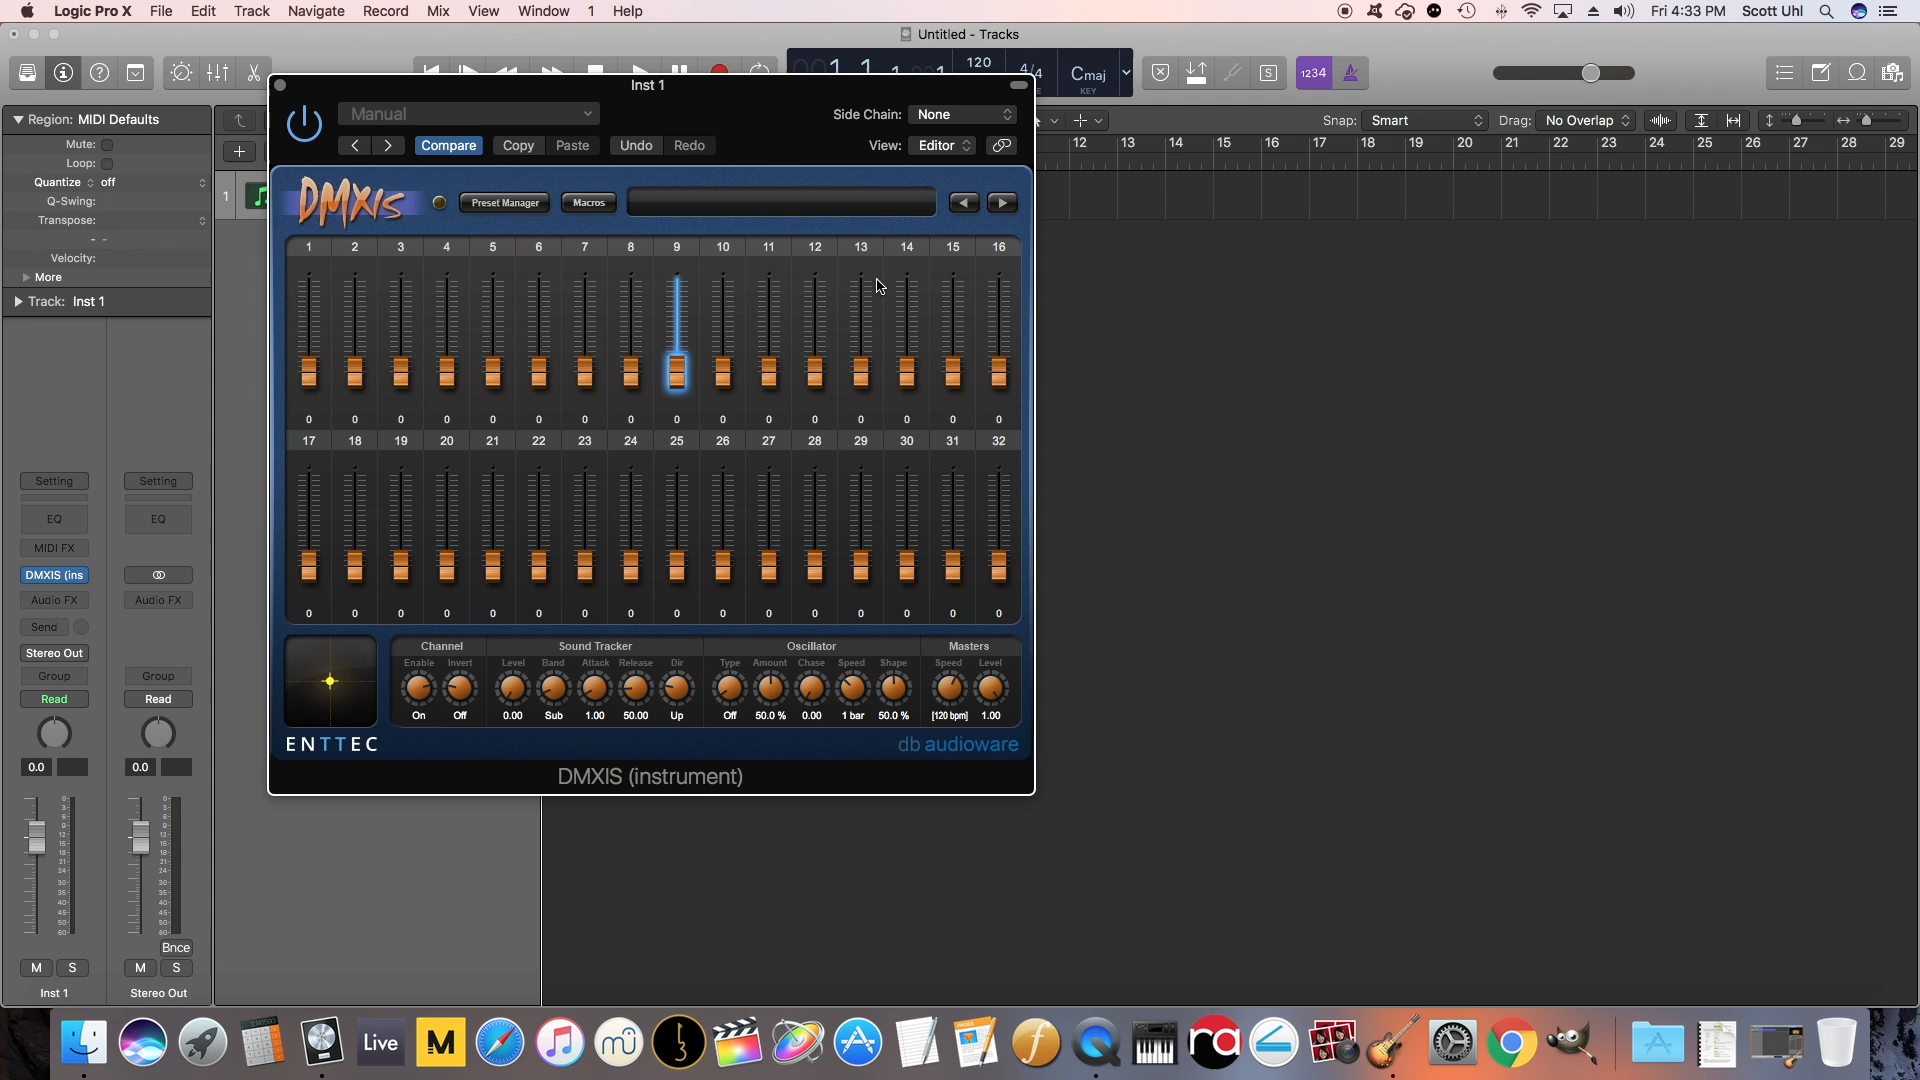 Logic Pro X File Edit Track Navigate Record Mix View Window 1 Help Fri 4:33 PM Scott Uhl
Untitled - Tracks
120
4/4
Cmaj
KEY
S
1234
Inst 1
Region: MIDI Defaults
Manual
Side Chain: None
Snap: Smart
Drag: No Overlap
Mute:
Loop:
Quantize off
Q-Swing:
Transpose:
- -
Velocity:
More
Track: Inst 1
Compare Copy Paste Undo Redo View: Editor
12 13 14 15 16 17 18 19 20 21 22 23 24 25 26 27 28 29
1
DMXIS
Preset Manager
Macros
1 2 3 4 5 6 7 8 9 10 11 12 13 14 15 16
0 0 0 0 0 0 0 0 0 0 0 0 0 0 0 0
17 18 19 20 21 22 23 24 25 26 27 28 29 30 31 32
0 0 0 0 0 0 0 0 0 0 0 0 0 0 0 0
Channel Sound Tracker Oscillator Masters
Enable Invert Level Band Attack Release Dir Type Amount Chase Speed Shape Speed Level
On Off 0.00 Sub 1.00 50.00 Up Off 50.0 % 0.00 1 bar 50.0 % [120 bpm] 1.00
ENTTEC
db audioware
DMXIS (instrument)
Setting Setting
EQ EQ
MIDI FX
DMXIS (ins
Audio FX Audio FX
Send
Stereo Out
Group Group
Read Read
0.0 0.0
Bnce
M S M S
Inst 1 Stereo Out
Live
M
PAGES